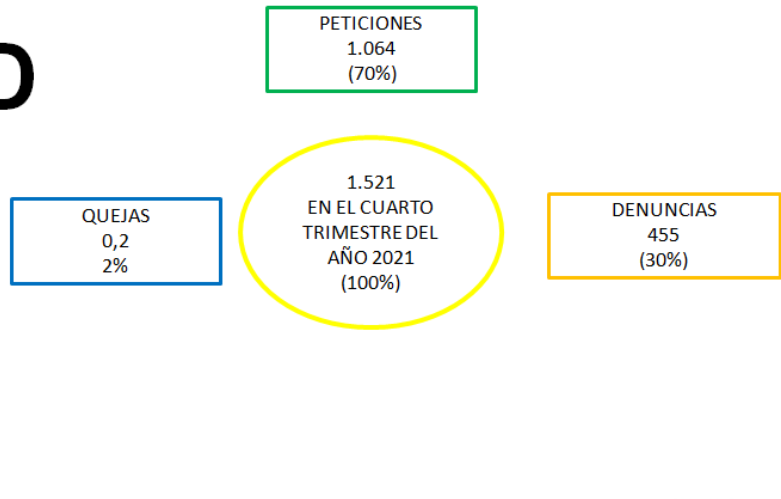 PETICIONES
1.064
(70%)
1.521
EN EL CUARTO
TRIMESTRE DEL
AÑO 2021
(100%)
QUEJAS
0,2
2%
DENUNCIAS
455
(30%)